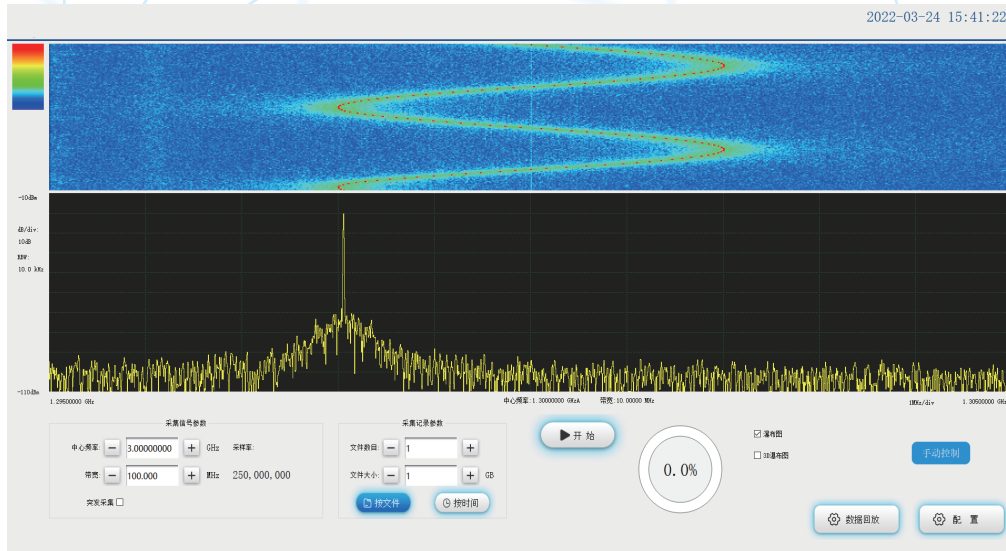 2022-03-24 15:41:22
-10dBm
dB/div:
10dB
RBW:
10.0 kHz
-110dBm
1.29500000 GHz
中心频率:1.30000000 GHzA 带宽:10.00000 MHz
1MHz/div
1.30500000 GHz
采集信号参数
中心频率: − 3.00000000 + GHz 采样率:
带宽: − 100.000 + MHz 250,000,000
突发采集
采集记录参数
文件数目: − 1 +
文件大小: − 1 + GB
按文件
按时间
开 始
0.0%
瀑布图
3D瀑布图
手动控制
数据回放
配 置